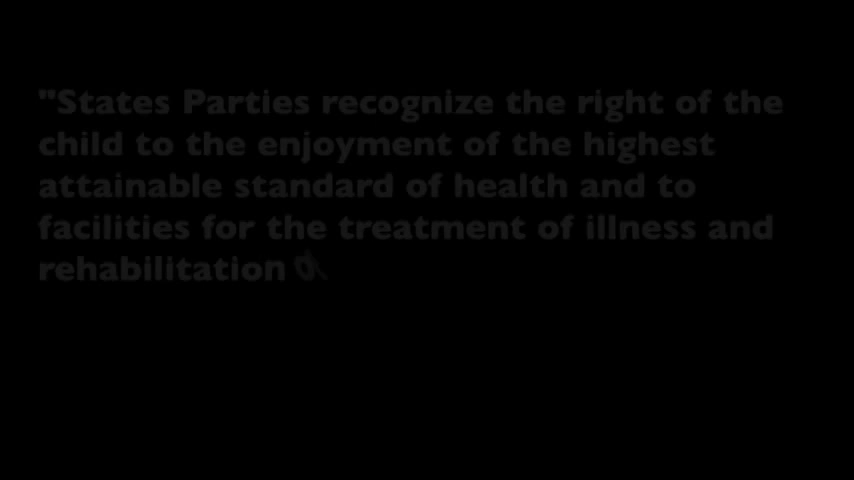 "States Parties recognize the right of the
child to the enjoyment of the highest
attainable standard of health and to
facilities for the treatment of illness and
rehabilitation